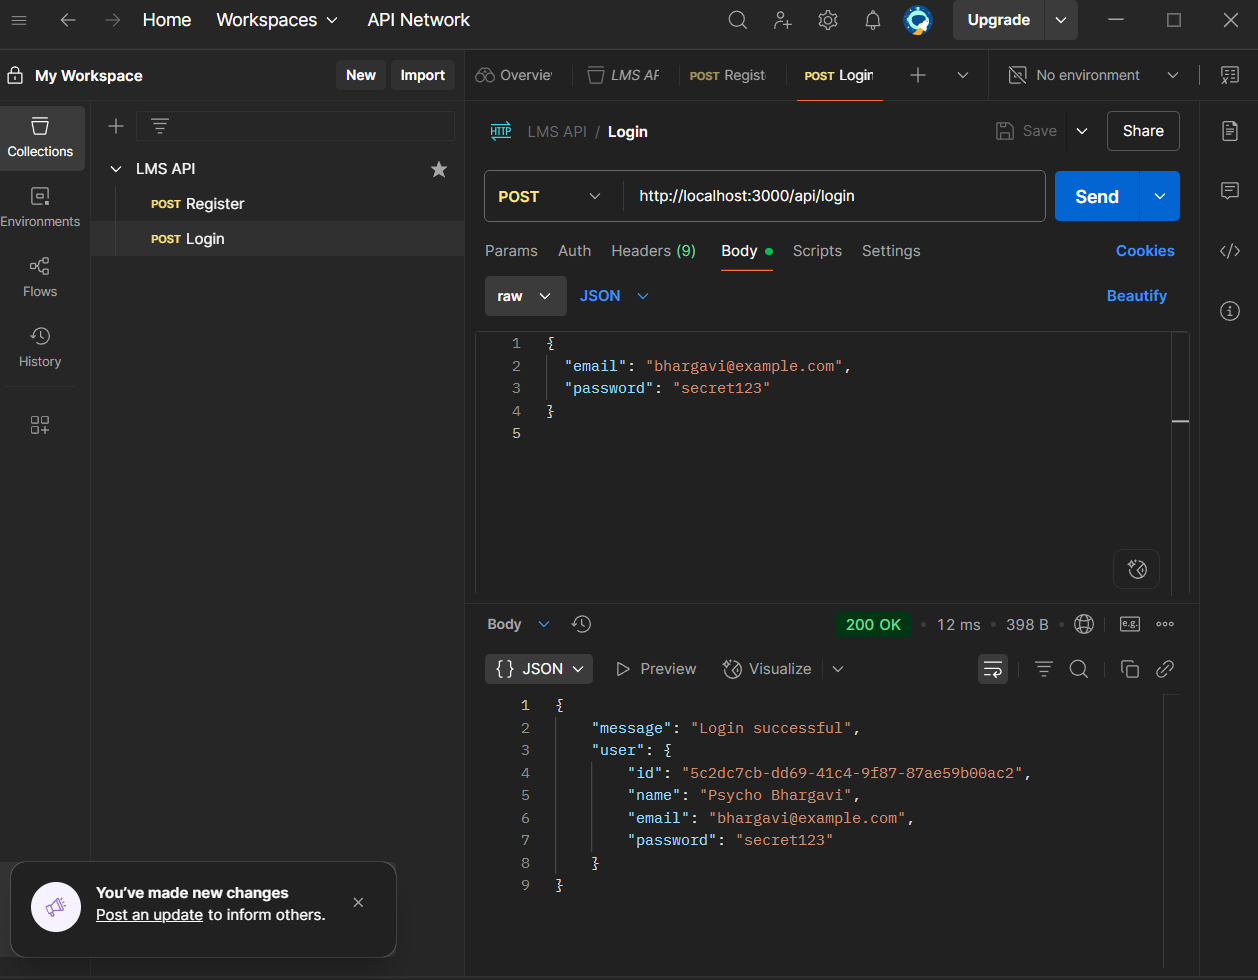 Home Workspaces API Network Upgrade
My Workspace New Import
Overvie LMS AF POST Regist POST Login No environment
Collections
Environments
Flows
History
LMS API
POST Register
POST Login
HTTP LMS API / Login Save Share
POST http://localhost:3000/api/login Send
Params Auth Headers (9) Body Scripts Settings Cookies
raw JSON Beautify
1 {
2 "email": "bhargavi@example.com",
3 "password": "secret123"
4 }
5
Body 200 OK • 12 ms • 398 B • e.g.
{} JSON Preview Visualize
1 {
2 "message": "Login successful",
3 "user": {
4 "id": "5c2dc7cb-dd69-41c4-9f87-87ae59b00ac2",
5 "name": "Psycho Bhargavi",
6 "email": "bhargavi@example.com",
7 "password": "secret123"
8 }
9 }
You've made new changes
Post an update to inform others.